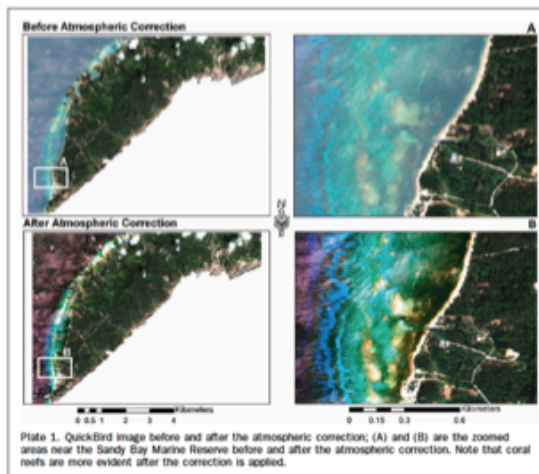 Before Atmospheric Correction
A
A
After Atmospheric Correction
B
B
Kilometers
0 0.5 1 2 3 4
Kilometers
0 0.15 0.3 0.6
Plate 1. QuickBird image before and after the atmospheric correction; (A) and (B) are the zoomed
areas near the Sandy Bay Marine Reserve before and after the atmospheric correction. Note that coral
reefs are more evident after the correction is applied.